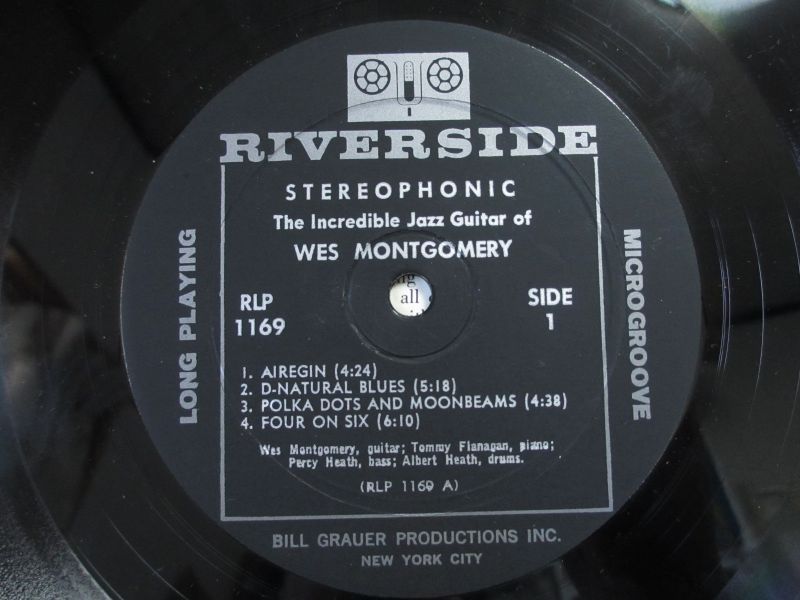 RIVERSIDE
STEREOPHONIC
The Incredible Jazz Guitar of
WES MONTGOMERY
LONG PLAYING
MICROGROOVE
RLP
1169
all
SIDE
1
1. AIREGIN (4:24)
2. D-NATURAL BLUES (5:18)
3. POLKA DOTS AND MOONBEAMS (4:38)
4. FOUR ON SIX (6:10)
Wes Montgomery, guitar; Tommy Flanagan, piano;
Percy Heath, bass; Albert Heath, drums.
(RLP 1169 A)
BILL GRAUER PRODUCTIONS INC.
NEW YORK CITY